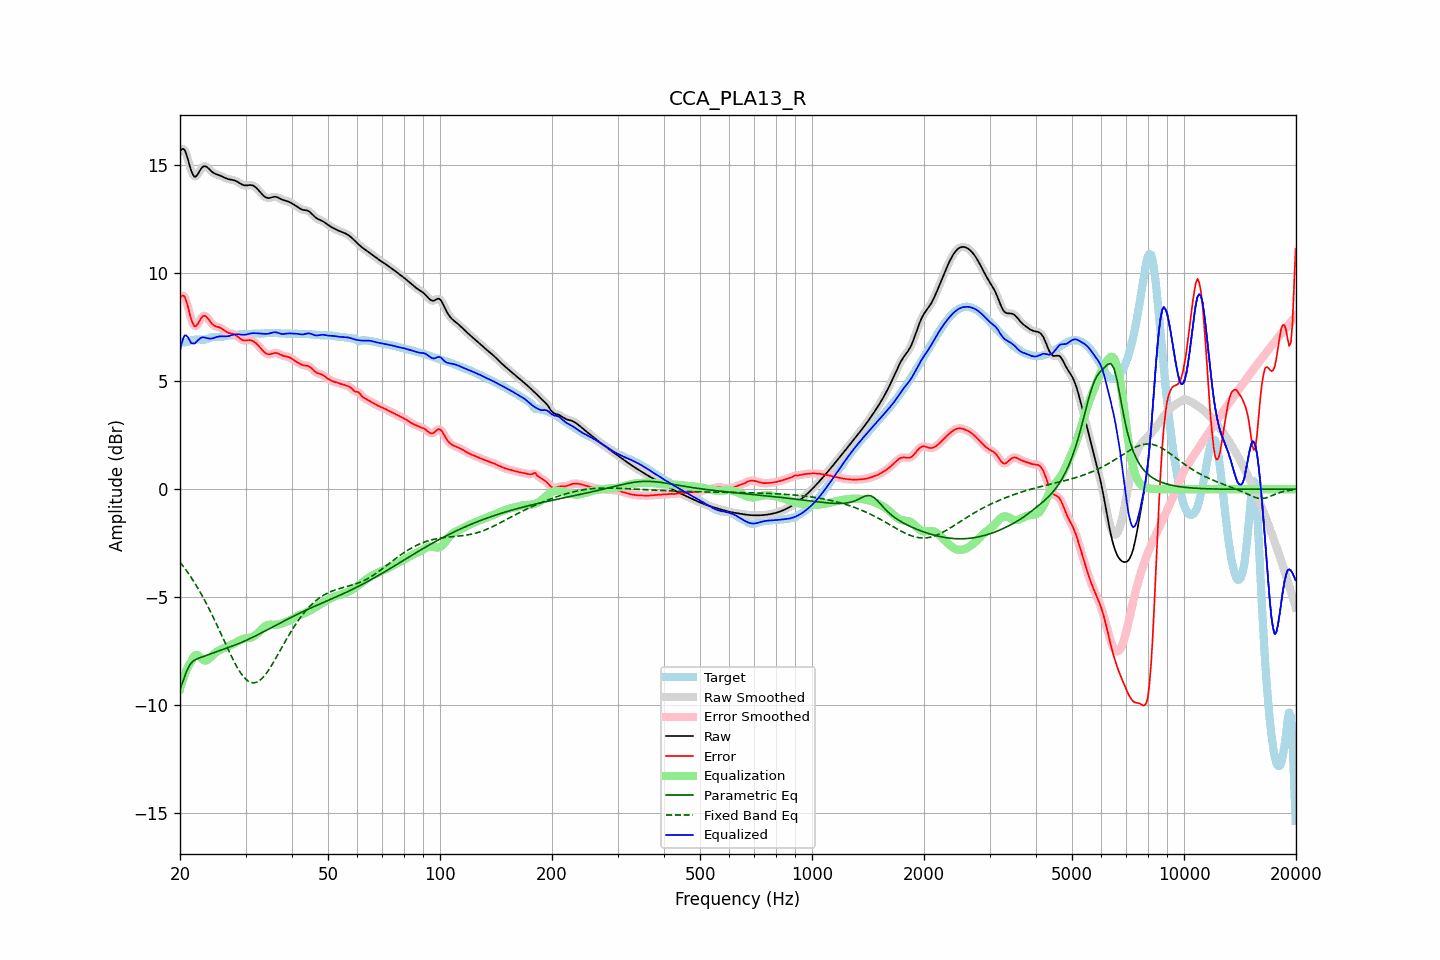 CCA_PLA13_R
Amplitude (dBr)
15
10
5
0
−5
−10
−15
20
50
100
200
500
1000
2000
5000
10000
20000
Frequency (Hz)
Target
Raw Smoothed
Error Smoothed
Raw
Error
Equalization
Parametric Eq
Fixed Band Eq
Equalized